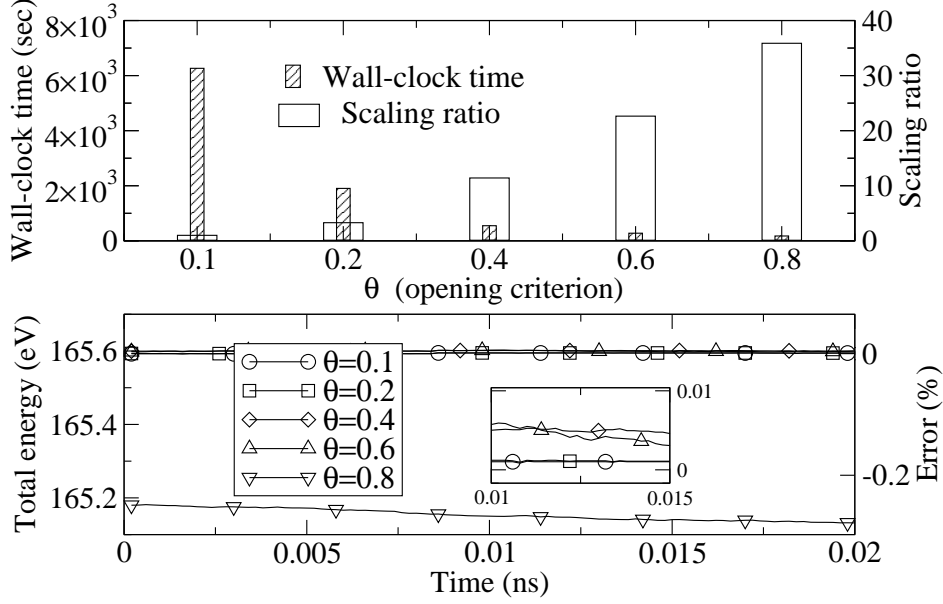 8×10³
6×10³
4×10³
2×10³
0
Wall-clock time (sec)
40
30
20
10
0
Scaling ratio
Wall-clock time
Scaling ratio
0.1 0.2 0.4 0.6 0.8
θ (opening criterion)
165.6
165.4
165.2
Total energy (eV)
θ=0.1
θ=0.2
θ=0.4
θ=0.6
θ=0.8
0.01
0
0.01 0.015
0
-0.2
Error (%)
0 0.005 0.01 0.015 0.02
Time (ns)